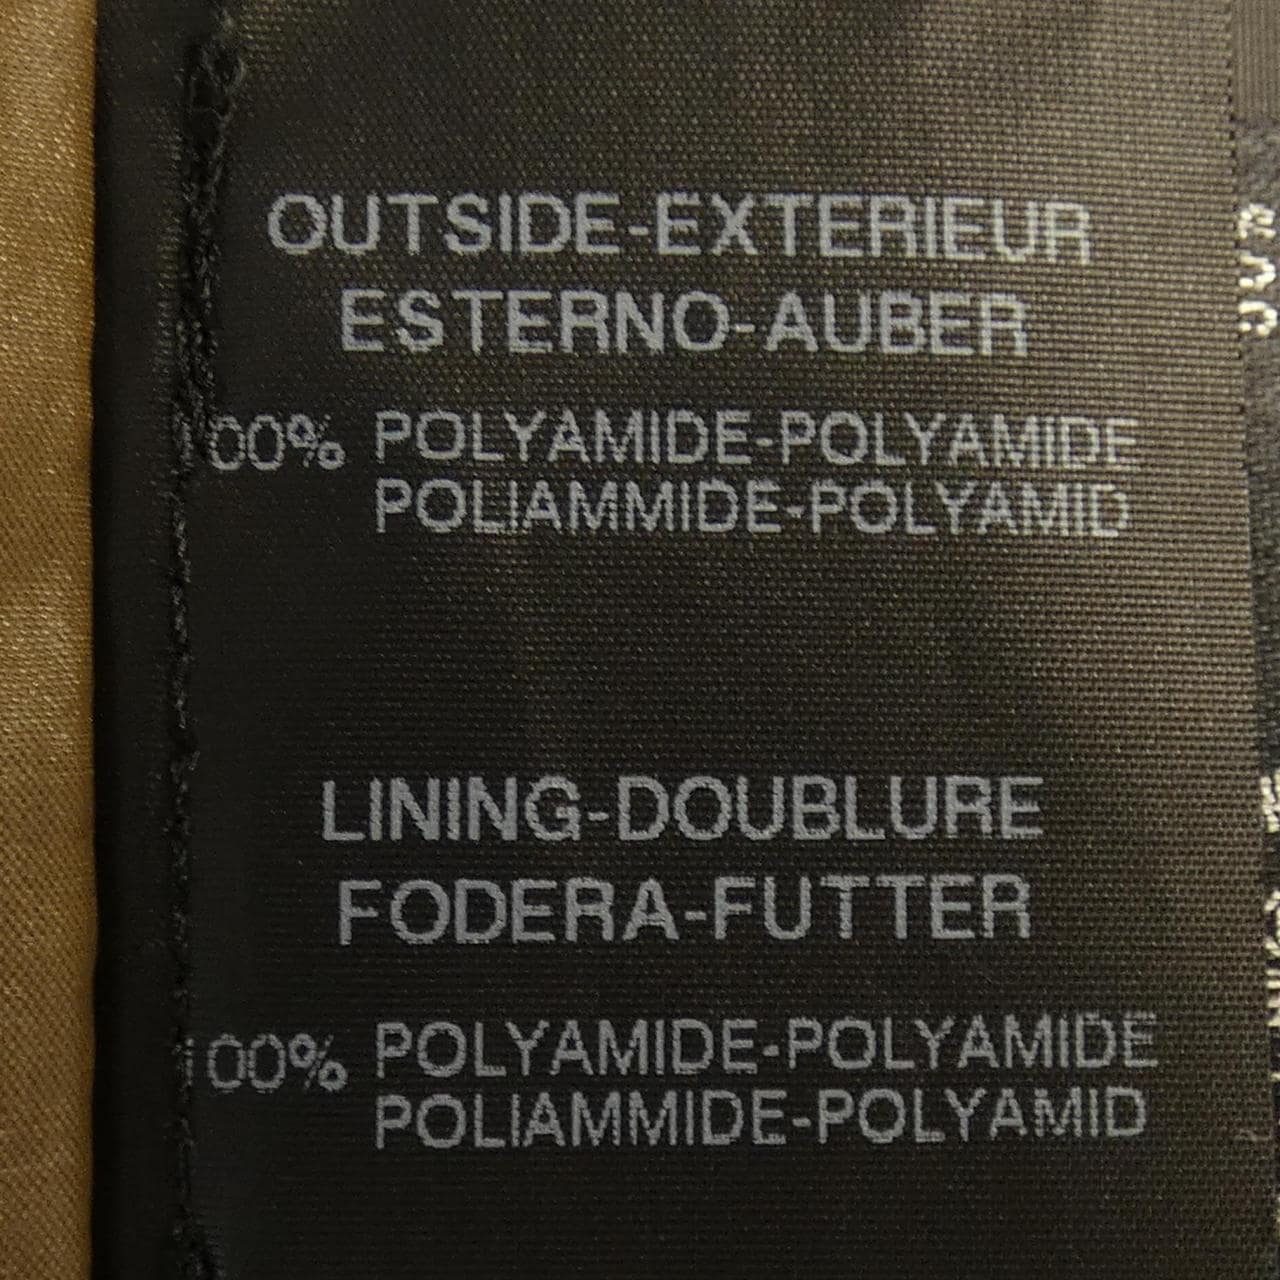 OUTSIDE-EXTERIEUR
ESTERNO-AUBER
100% POLYAMIDE-POLYAMIDE
POLIAMMIDE-POLYAMID
LINING-DOUBLURE
FODERA-FUTTER
100% POLYAMIDE-POLYAMIDE
POLIAMMIDE-POLYAMID